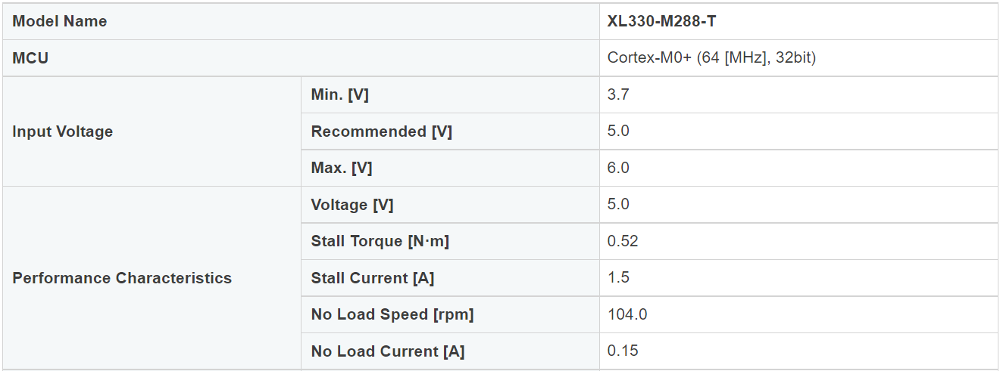 Model Name XL330-M288-T
MCU Cortex-M0+ (64 [MHz], 32bit)
Input Voltage Min. [V] 3.7
Recommended [V] 5.0
Max. [V] 6.0
Performance Characteristics Voltage [V] 5.0
Stall Torque [N·m] 0.52
Stall Current [A] 1.5
No Load Speed [rpm] 104.0
No Load Current [A] 0.15